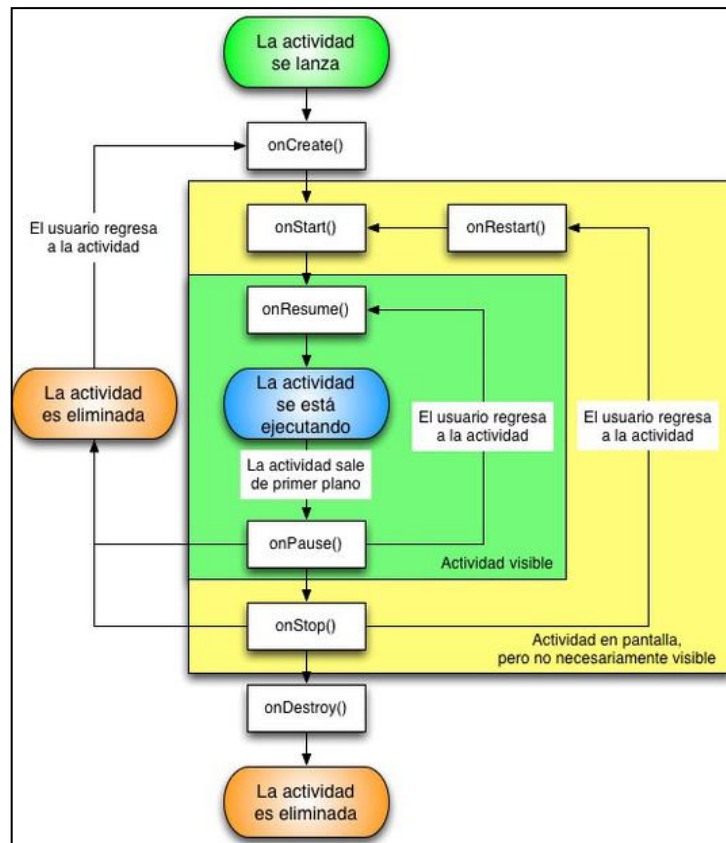 La actividad
se lanza
onCreate()
El usuario regresa
a la actividad
onStart()
onRestart()
onResume()
La actividad
es eliminada
La actividad
se está
ejecutando
El usuario regresa
a la actividad
El usuario regresa
a la actividad
La actividad sale
de primer plano
onPause()
Actividad visible
onStop()
Actividad en pantalla,
pero no necesariamente visible
onDestroy()
La actividad
es eliminada